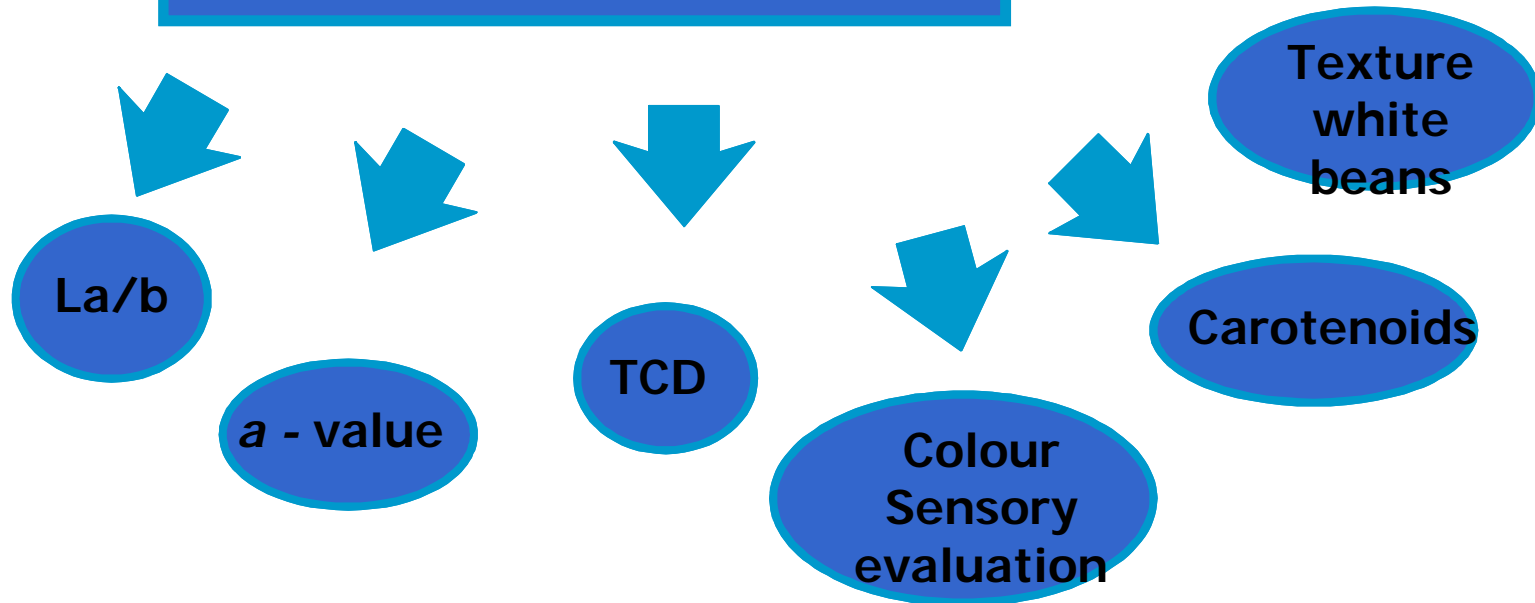 Texture
white
beans
La/b
Carotenoids
TCD
a - value
Colour
Sensory
evaluation